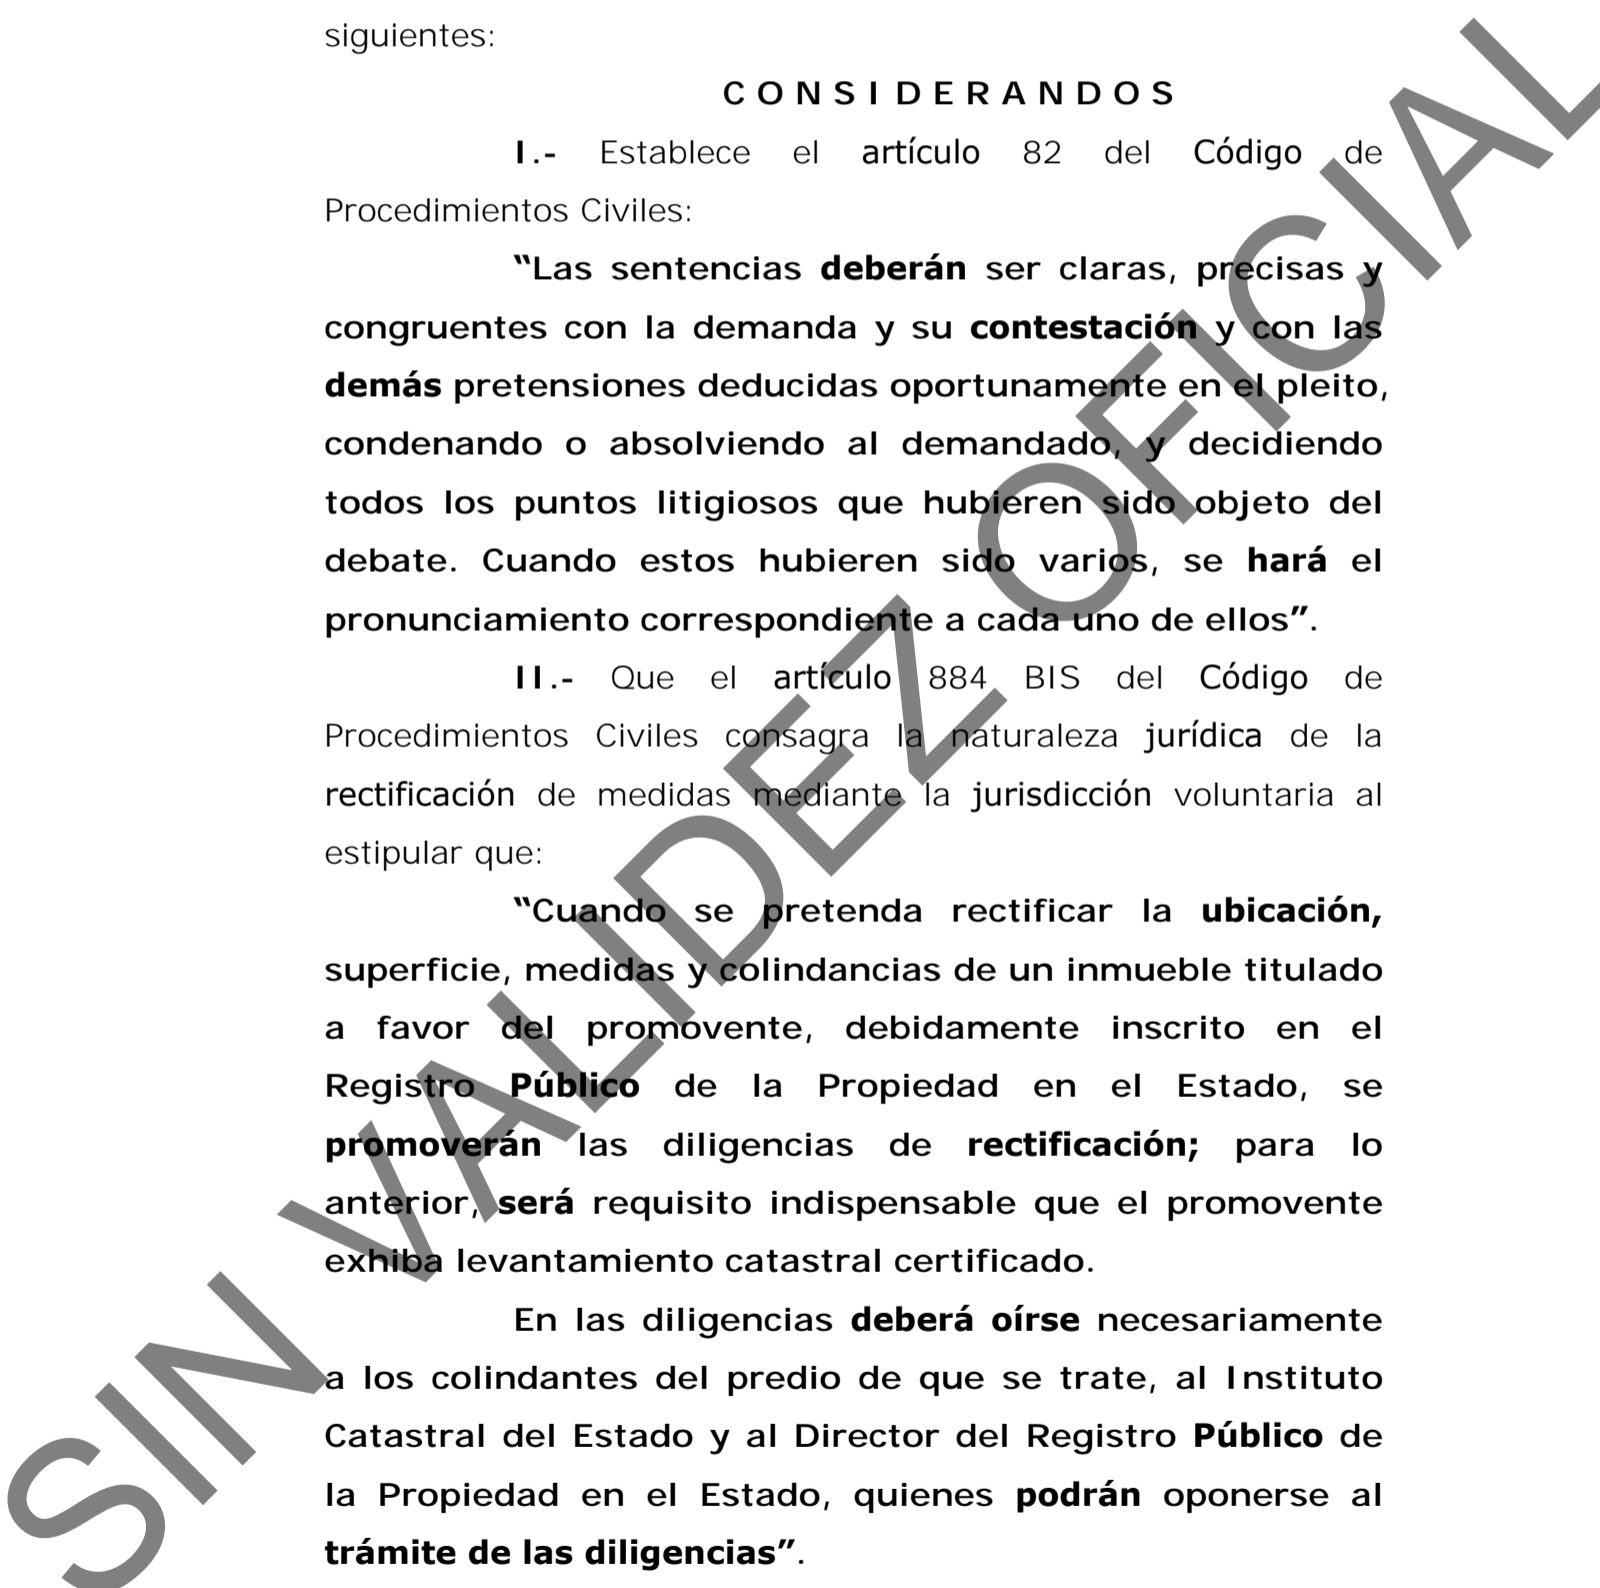 siguientes:
CONSIDERANDOS
I.- Establece el artículo 82 del Código de
Procedimientos Civiles:
“Las sentencias deberán ser claras, precisas y
congruentes con la demanda y su contestación y con las
demás pretensiones deducidas oportunamente en el pleito,
condenando o absolviendo al demandado, y decidiendo
todos los puntos litigiosos que hubieren sido objeto del
debate. Cuando estos hubieren sido varios, se hará el
pronunciamiento correspondiente a cada uno de ellos”.
II.- Que el artículo 884 BIS del Código de
Procedimientos Civiles consagra la naturaleza jurídica de la
rectificación de medidas mediante la jurisdicción voluntaria al
estipular que:
“Cuando se pretenda rectificar la ubicación,
superficie, medidas y colindancias de un inmueble titulado
a favor del promovente, debidamente inscrito en el
Registro Público de la Propiedad en el Estado, se
promoverán las diligencias de rectificación; para lo
anterior, será requisito indispensable que el promovente
exhiba levantamiento catastral certificado.
En las diligencias deberá oírse necesariamente
a los colindantes del predio de que se trate, al Instituto
Catastral del Estado y al Director del Registro Público de
la Propiedad en el Estado, quienes podrán oponerse al
trámite de las diligencias”.
SIN VALIDEZ OFICIAL